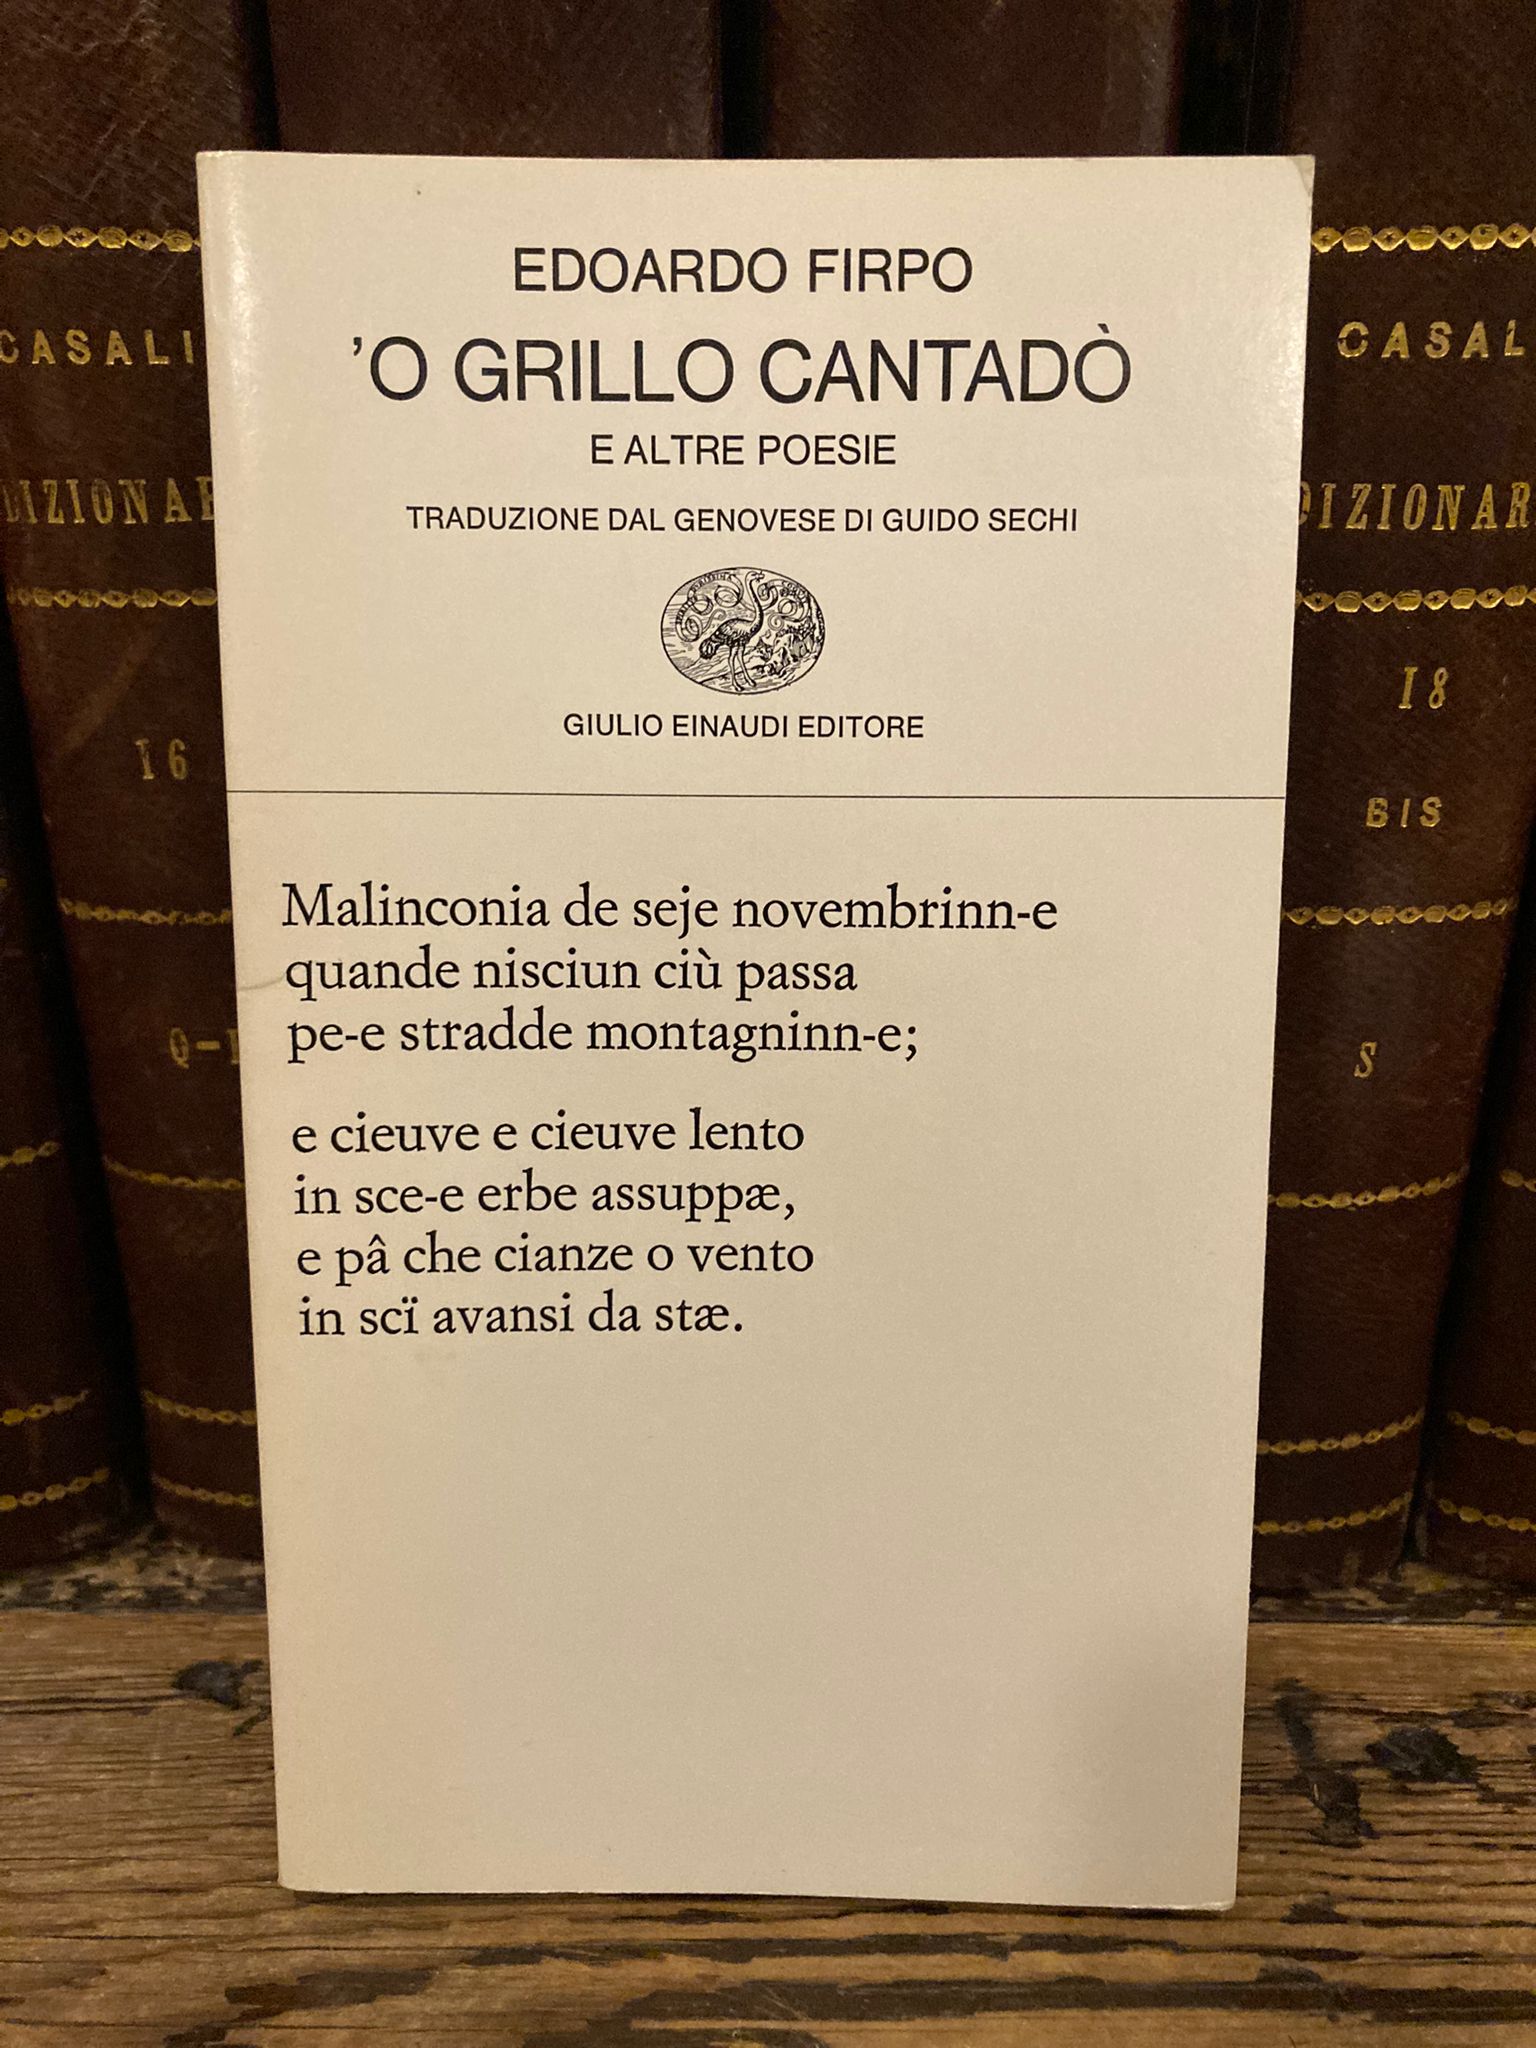 EDOARDO FIRPO
’O GRILLO CANTADÒ
E ALTRE POESIE
TRADUZIONE DAL GENOVESE DI GUIDO SECHI
GIULIO EINAUDI EDITORE
Malinconia de seje novembrinn-e
quande nisciun ciù passa
pe-e stradde montagninn-e;
e cieuve e cieuve lento
in sce-e erbe assuppæ,
e pâ che cianze o vento
in scï avansi da stæ.
CASALI
DIZIONAR
16
Q-
CASAL
DIZIONAR
18
BIS
S